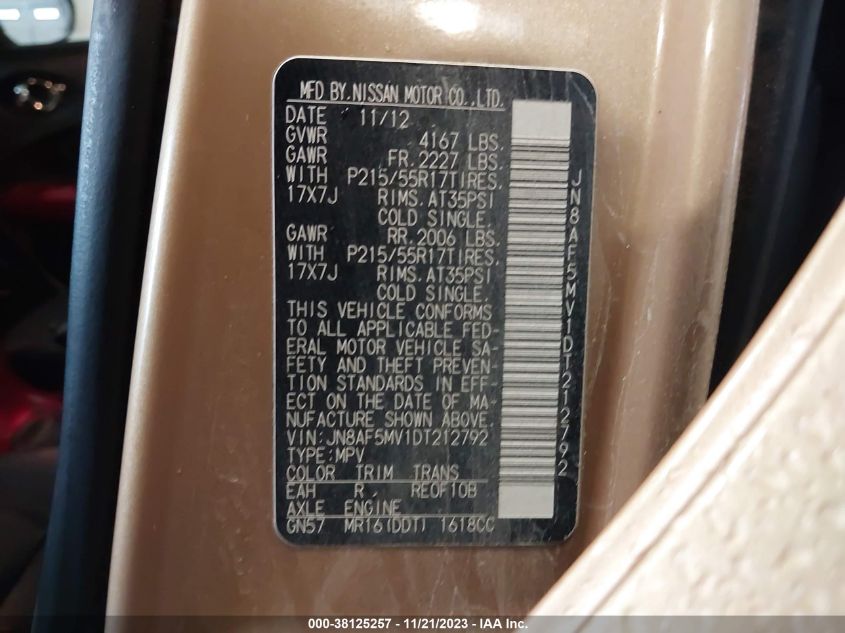 MFD BY.NISSAN MOTOR CO.,LTD.
DATE 11/12
GVWR 4167 LBS.
GAWR FR.2227 LBS.
WITH P215/55R17TIRES.
17X7J RIMS.AT35PSI
COLD SINGLE.
GAWR RR.2006 LBS.
WITH P215/55R17TIRES.
17X7J RIMS.AT35PSI
COLD SINGLE.
THIS VEHICLE CONFORMS
TO ALL APPLICABLE FED-
ERAL MOTOR VEHICLE SA-
FETY AND THEFT PREVEN-
TION STANDARDS IN EFF-
ECT ON THE DATE OF MA-
NUFACTURE SHOWN ABOVE.
VIN:JN8AF5MV1DT212792
TYPE:MPV
COLOR TRIM TRANS
EAH R. REOF10B
AXLE ENGINE
GN57 MR16(DDT) 1618CC
JN8AF5MV1DT212792
000-38125257 - 11/21/2023 - IAA Inc.